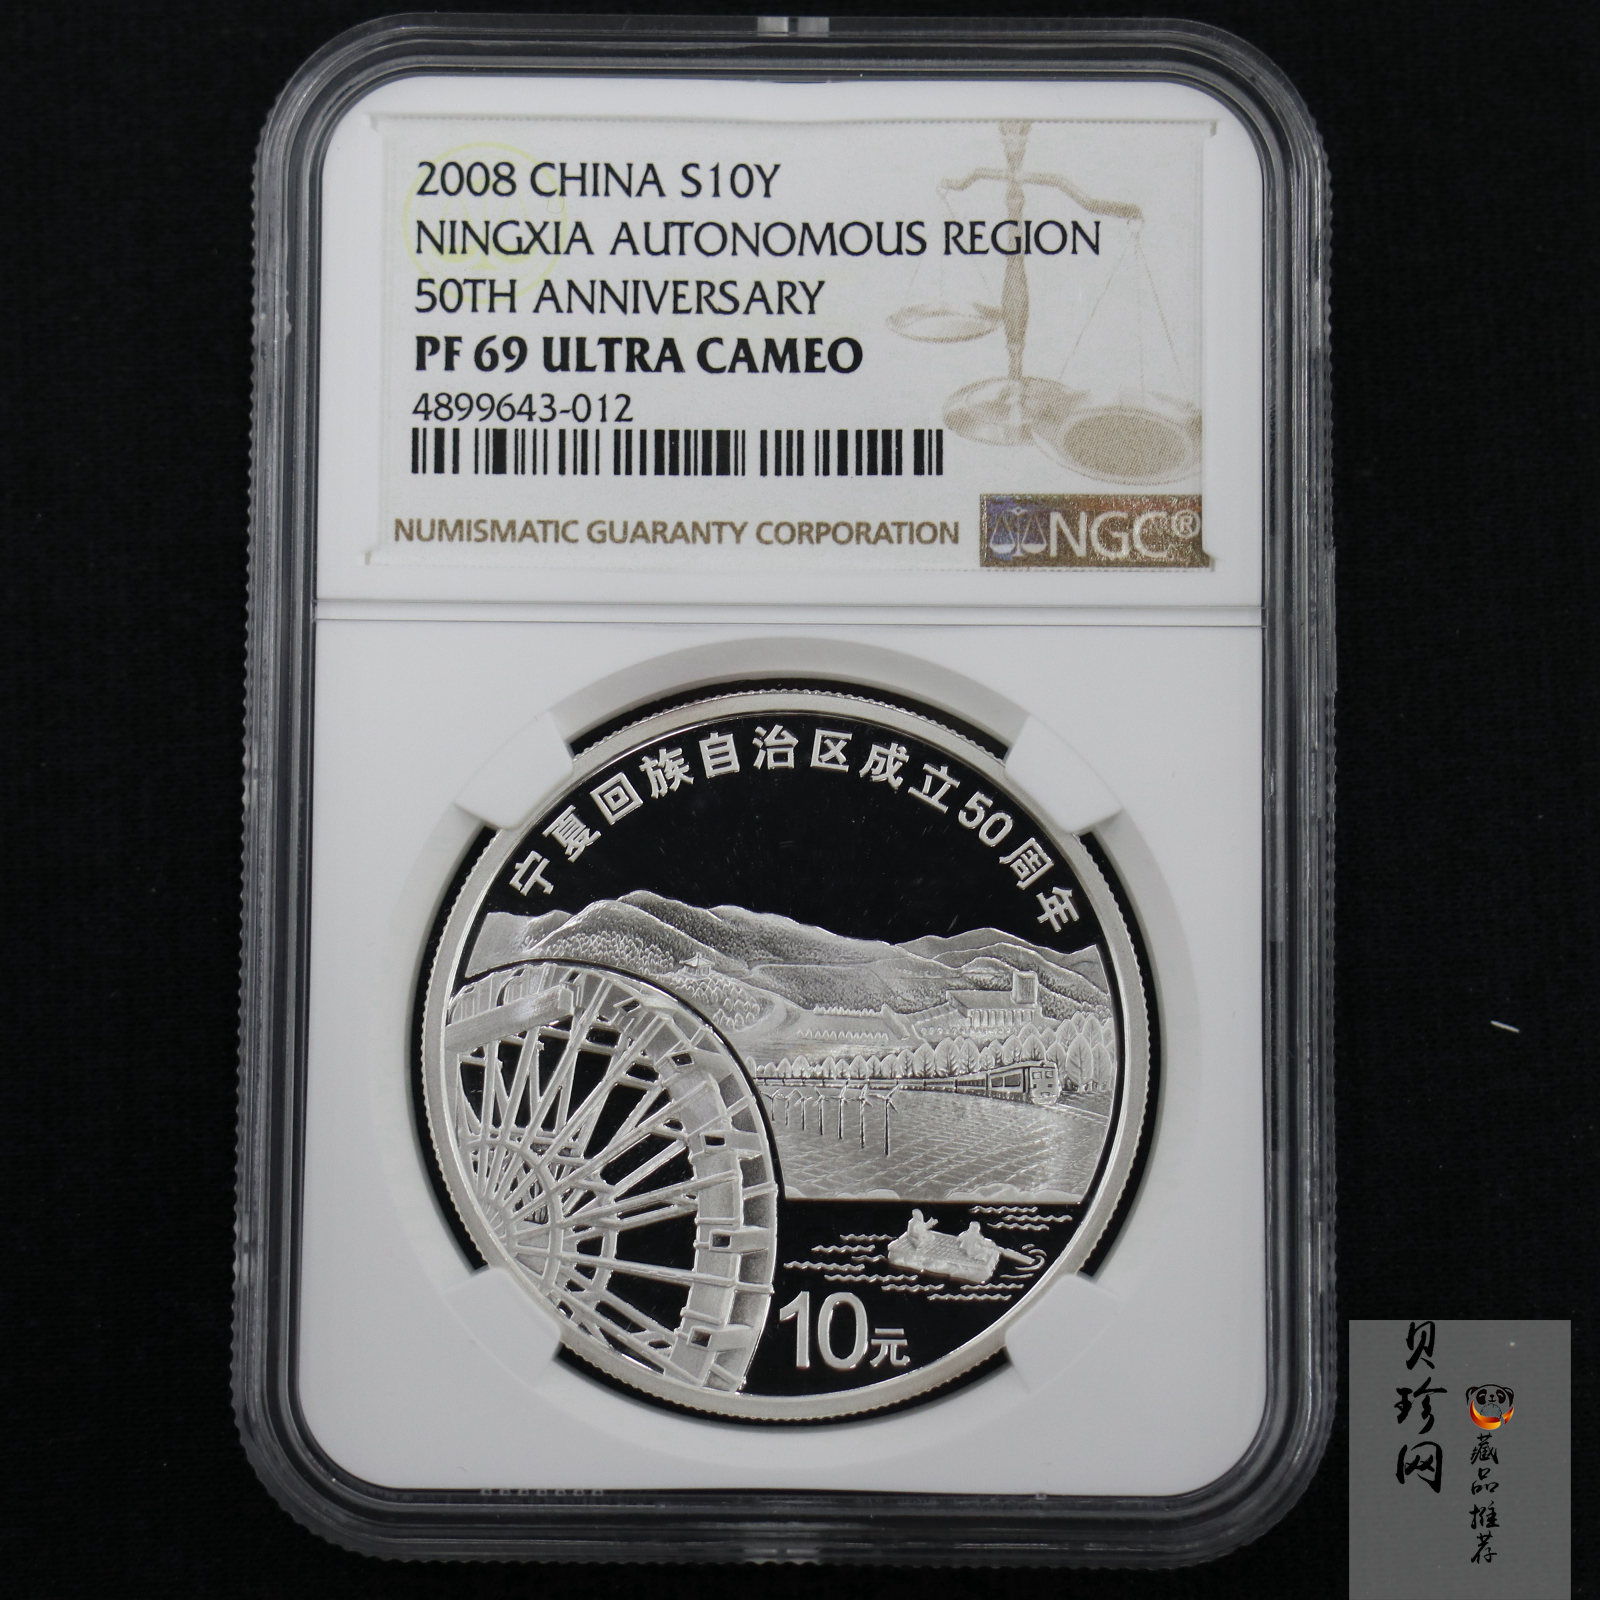 2008 CHINA S10Y
NINGXIA AUTONOMOUS REGION
50TH ANNIVERSARY
PF 69 ULTRA CAMEO
4899643-012
NUMISMATIC GUARANTY CORPORATION
NGC®
宁夏回族自治区成立50周年
10元
贝珍网
藏品推荐